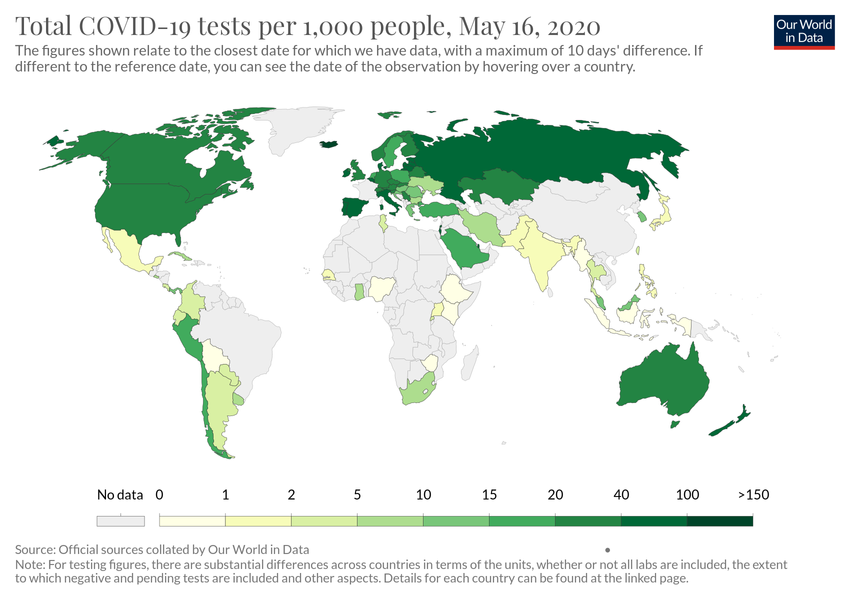 Total COVID-19 tests per 1,000 people, May 16, 2020
Our World
in Data
The figures shown relate to the closest date for which we have data, with a maximum of 10 days' difference. If
different to the reference date, you can see the date of the observation by hovering over a country.
No data 0 1 2 5 10 15 20 40 100 >150
Source: Official sources collated by Our World in Data
Note: For testing figures, there are substantial differences across countries in terms of the units, whether or not all labs are included, the extent
to which negative and pending tests are included and other aspects. Details for each country can be found at the linked page.